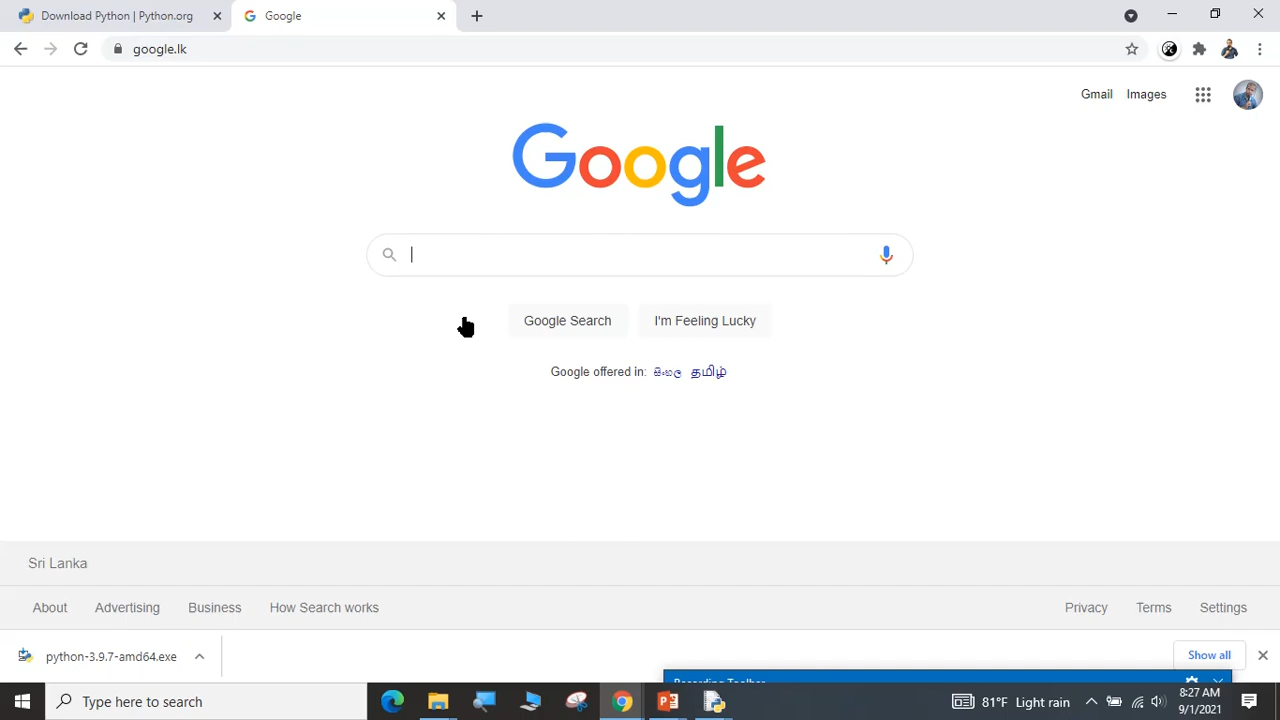 Download Python | Python.org
Google
google.lk
Gmail Images
Google
Google Search
I'm Feeling Lucky
Google offered in: සිංහල தமிழ்
Sri Lanka
About Advertising Business How Search works
Privacy Terms Settings
python-3.9.7-amd64.exe
Show all
Recording Toolbar
Type here to search
81°F Light rain
8:27 AM
9/1/2021